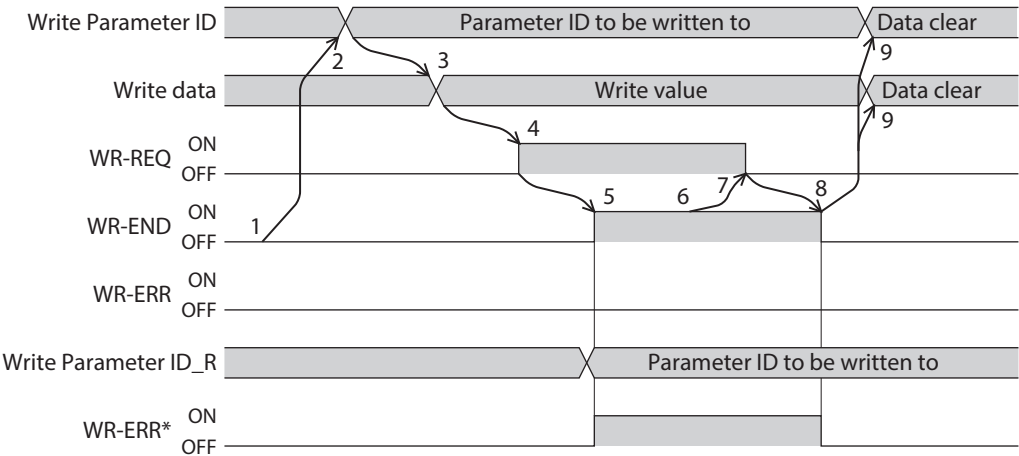 Write Parameter ID Parameter ID to be written to Data clear
2 3 9
Write data Write value Data clear
4 9
WR-REQ ON
OFF
5 6 7 8
WR-END ON
1
OFF
WR-ERR ON
OFF
Write Parameter ID_R Parameter ID to be written to
WR-ERR* ON
OFF